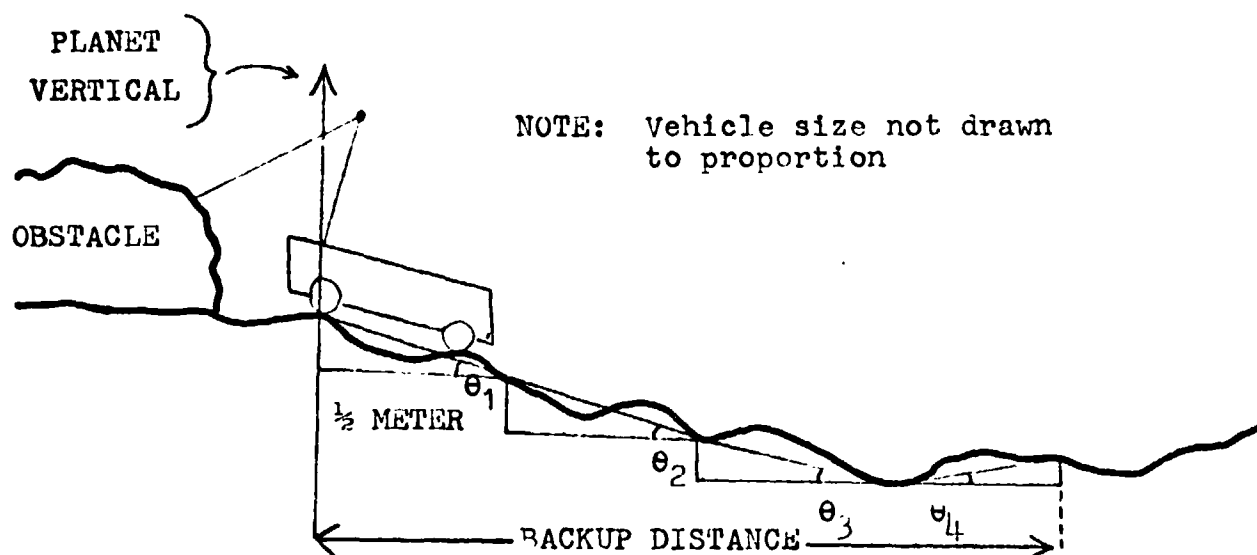 PLANET
VERTICAL
NOTE: Vehicle size not drawn
to proportion
OBSTACLE
θ1
½ METER
θ2
θ3
θ4
BACKUP DISTANCE